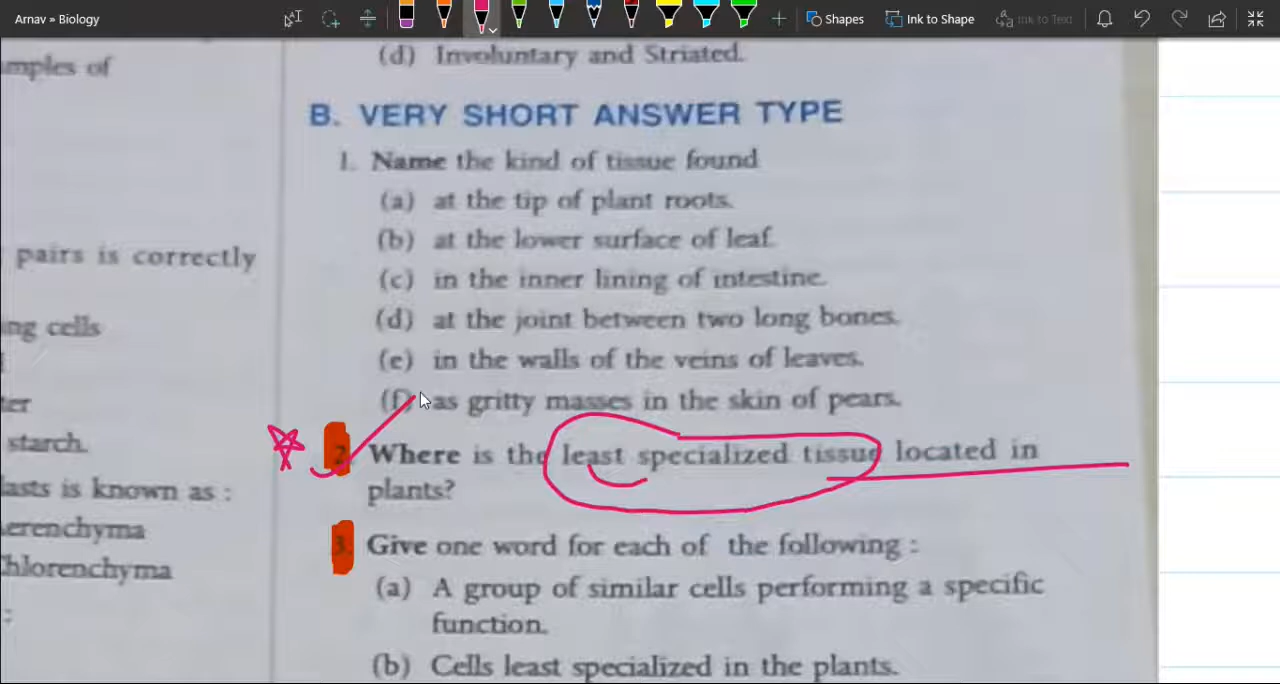 Arnav » Biology
Shapes
Ink to Shape
Ink to Text
mples of
pairs is correctly
ng cells
ter
starch.
lasts is known as :
erenchyma
hlorenchyma
:
(d) Involuntary and Striated.
B. VERY SHORT ANSWER TYPE
1. Name the kind of tissue found
(a) at the tip of plant roots.
(b) at the lower surface of leaf.
(c) in the inner lining of intestine.
(d) at the joint between two long bones.
(e) in the walls of the veins of leaves.
(f) as gritty masses in the skin of pears.
2. Where is the least specialized tissue located in
plants?
3. Give one word for each of the following :
(a) A group of similar cells performing a specific
function.
(b) Cells least specialized in the plants.